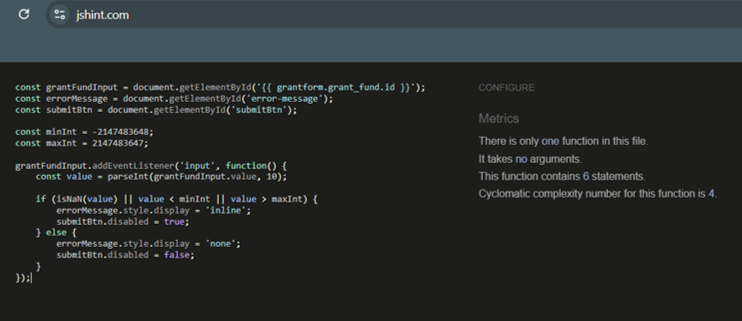 jshint.com
const grantFundInput = document.getElementById('{{ grantform.grant_fund.id }}');
const errorMessage = document.getElementById('error-message');
const submitBtn = document.getElementById('submitBtn');
const minInt = -2147483648;
const maxInt = 2147483647;
grantFundInput.addEventListener('input', function() {
    const value = parseInt(grantFundInput.value, 10);
    if (isNaN(value) || value < minInt || value > maxInt) {
        errorMessage.style.display = 'inline';
        submitBtn.disabled = true;
    } else {
        errorMessage.style.display = 'none';
        submitBtn.disabled = false;
    }
});
CONFIGURE
Metrics
There is only one function in this file.
It takes no arguments.
This function contains 6 statements.
Cyclomatic complexity number for this function is 4.